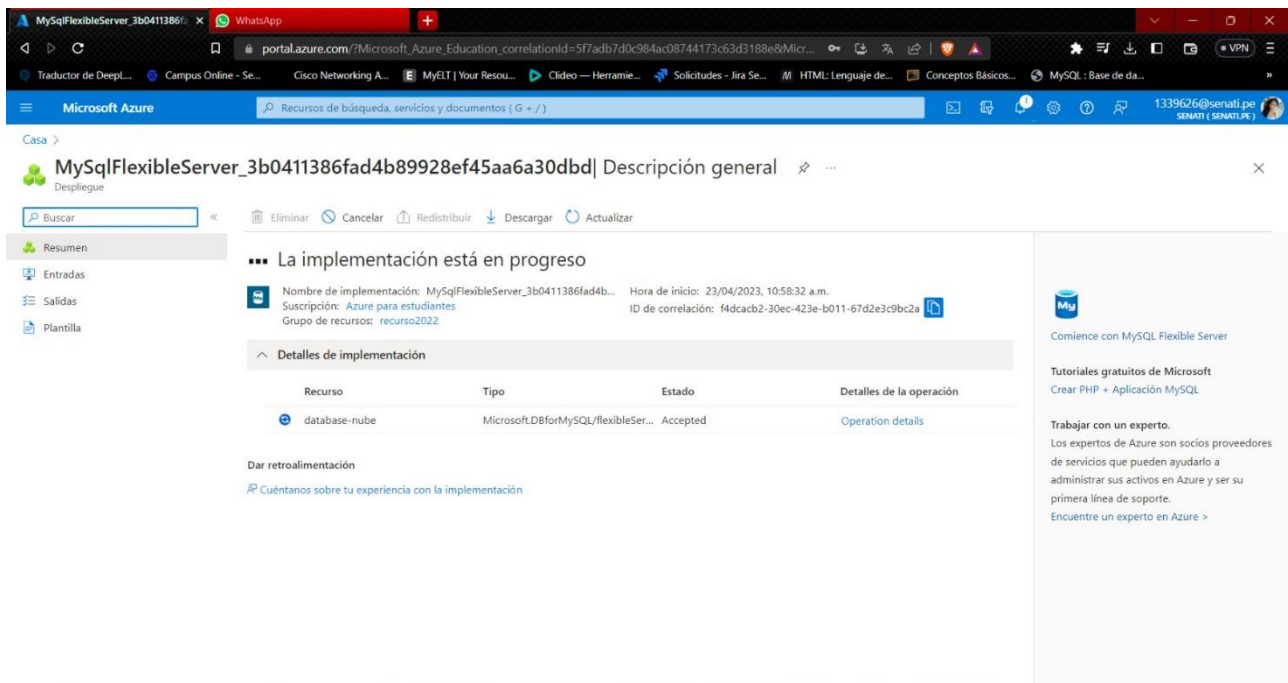 MySqlFlexibleServer_3b0411386f
WhatsApp
portal.azure.com/?Microsoft_Azure_Education_correlationId=5f7adb7d0c984ac08744173c63d3188e&Micr...
VPN
Traductor de DeepL...
Campus Online - Se...
Cisco Networking A...
MyELT | Your Resou...
Clideo — Herramie...
Solicitudes - Jira Se...
HTML: Lenguaje de...
Conceptos Básicos...
MySQL : Base de da...
»
Microsoft Azure
Recursos de búsqueda, servicios y documentos ( G + / )
1
1339626@senati.pe
SENATI ( SENATI.PE )
Casa >
MySqlFlexibleServer_3b0411386fad4b89928ef45aa6a30dbd| Descripción general
Despliegue
Buscar
«
Eliminar
Cancelar
Redistribuir
Descargar
Actualizar
Resumen
Entradas
Salidas
Plantilla
La implementación está en progreso
Nombre de implementación: MySqlFlexibleServer_3b0411386fad4b...
Suscripción: Azure para estudiantes
Grupo de recursos: recurso2022
Hora de inicio: 23/04/2023, 10:58:32 a.m.
ID de correlación: f4dcacb2-30ec-423e-b011-67d2e3c9bc2a
Detalles de implementación
Recurso Tipo Estado Detalles de la operación
database-nube Microsoft.DBforMySQL/flexibleSer... Accepted Operation details
Dar retroalimentación
Cuéntanos sobre tu experiencia con la implementación
My
Comience con MySQL Flexible Server
Tutoriales gratuitos de Microsoft
Crear PHP + Aplicación MySQL
Trabajar con un experto.
Los expertos de Azure son socios proveedores
de servicios que pueden ayudarlo a
administrar sus activos en Azure y ser su
primera línea de soporte.
Encuentre un experto en Azure >